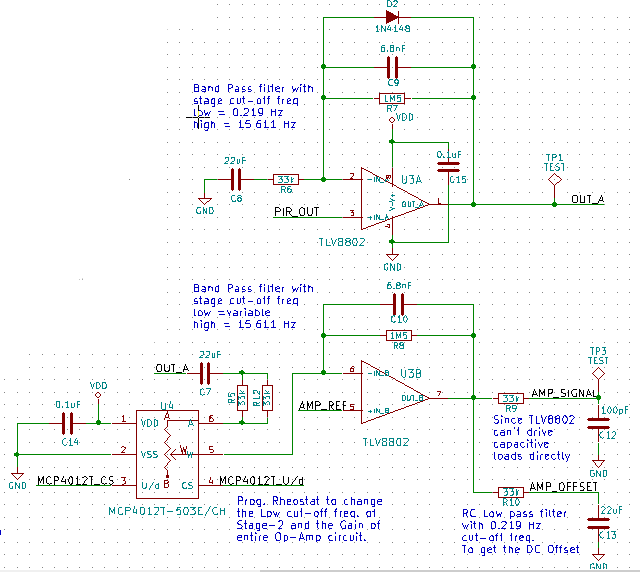 D2
1N4148
6.8nF
C9
1M5
R7
Band Pass filter with
stage cut-off freq
low = 0.219 Hz
high = 15.611 Hz
VDD
0.1uF
C15
22uF
C8
33k
R6
GND
2
3
8
4
1
U3A
-IN_A
+IN_A
V+
V-
OUT_A
PIR_OUT
TLV8802
GND
TP1
TEST
OUT_A
Band Pass filter with
stage cut-off freq
low =variable
high = 15.611 Hz
6.8nF
C10
1M5
R8
OUT_A
22uF
C7
R5
33k
33k
AMP_REF
6
5
7
U3B
-IN_B
+IN_B
OUT_B
TLV8802
TP3
TEST
33k
R9
AMP_SIGNAL
100pF
C12
GND
Since TLV8802
can't drive
capacitive
loads directly
VDD
0.1uF
C14
GND
U4
1
2
3
6
5
4
VDD
VSS
U/d
A
A
W
W
B
CS
MCP4012T_CS
MCP4012T_U/d
MCP4012T-503E/CH
Prog. Rheostat to change
the Low cut-off freq. of
Stage-2 and the Gain of
entire Op-Amp circuit.
33k
R10
AMP_OFFSET
22uF
C13
GND
RC Low pass filter
with 0.219 Hz
cut-off freq.
To get the DC Offset